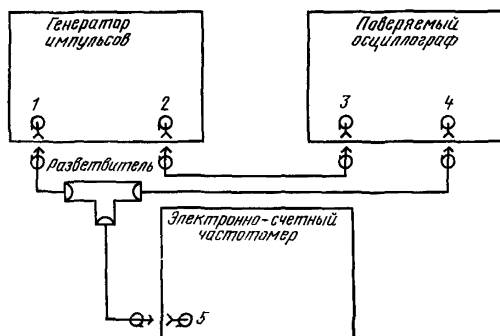 Генератор
импульсов
Поверяемый
осциллограф
1
2
3
4
Разветвитель
Электронно-счетный
частотомер
5